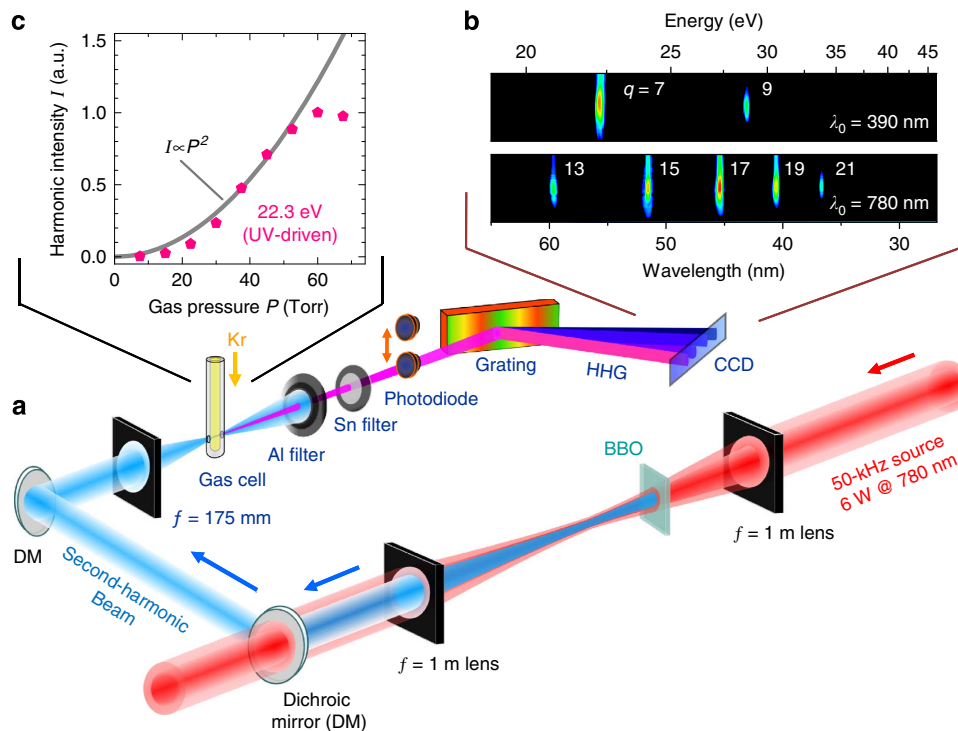 c
1.5
1.0
0.5
0.0
Harmonic intensity I (a.u.)
I∝P²
22.3 eV
(UV-driven)
0 20 40 60
Gas pressure P (Torr)
b
Energy (eV)
20 25 30 35 40 45
q = 7
9
λ₀ = 390 nm
13
15
17
19
21
λ₀ = 780 nm
60 50 40 30
Wavelength (nm)
a
Kr
Gas cell
Al filter
Sn filter
Photodiode
Grating
HHG
CCD
50-kHz source
6 W @ 780 nm
BBO
f = 1 m lens
f = 175 mm
DM
Second-harmonic
Beam
f = 1 m lens
Dichroic
mirror (DM)